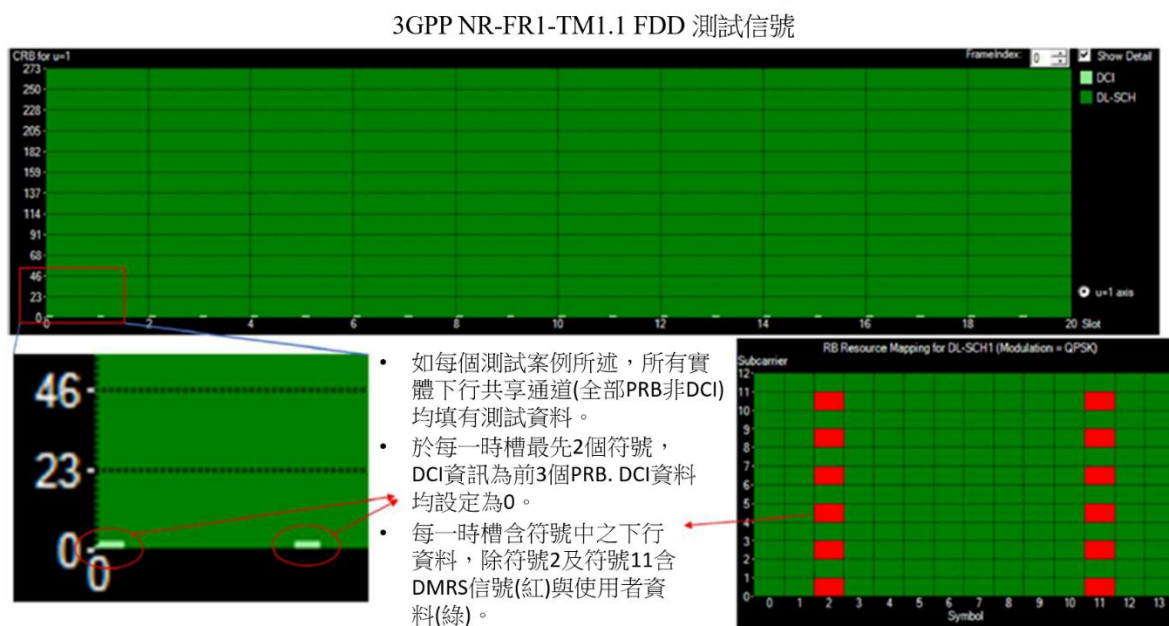 3GPP NR-FR1-TM1.1 FDD 測試信號
CRB for u=1
FrameIndex: 0
Show Detail
DCI
DL-SCH
273
250
228
205
182
159
137
114
91
68
46
23
0
u=1 axis
0 2 4 6 8 10 12 14 16 18 20 Slot
46
23
0
0
• 如每個測試案例所述，所有實
體下行共享通道(全部PRB非DCI)
均填有測試資料。
• 於每一時槽最先2個符號，
DCI資訊為前3個PRB. DCI資料
均設定為0。
• 每一時槽含符號中之下行
資料，除符號2及符號11含
DMRS信號(紅)與使用者資
料(綠)。
RB Resource Mapping for DL-SCH1 (Modulation = QPSK)
Subcarrier
12
11
10
9
8
7
6
5
4
3
2
1
0
0 1 2 3 4 5 6 7 8 9 10 11 12 13
Symbol